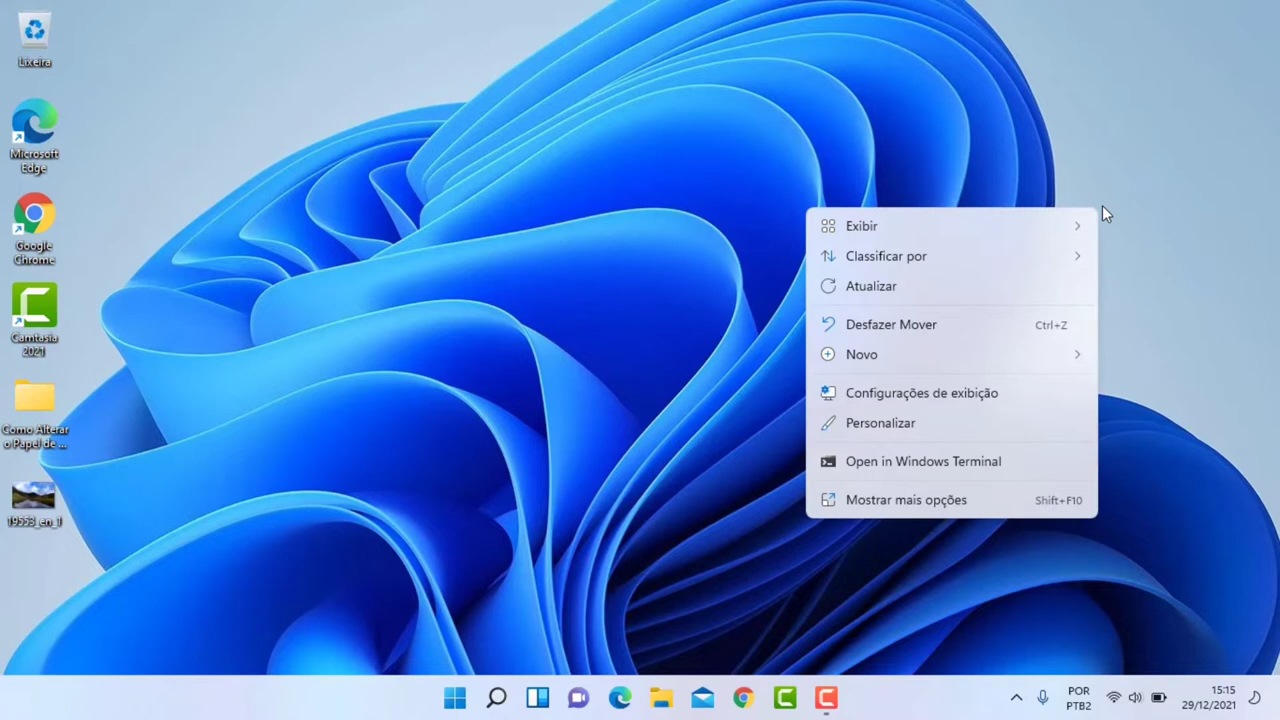 Lixeira
Microsoft
Edge
Google
Chrome
Camtasia
2021
Como Alterar
o Papel de ...
19553_en_1
Exibir
Classificar por
Atualizar
Desfazer Mover Ctrl+Z
Novo
Configurações de exibição
Personalizar
Open in Windows Terminal
Mostrar mais opções Shift+F10
POR
PTB2
15:15
29/12/2021